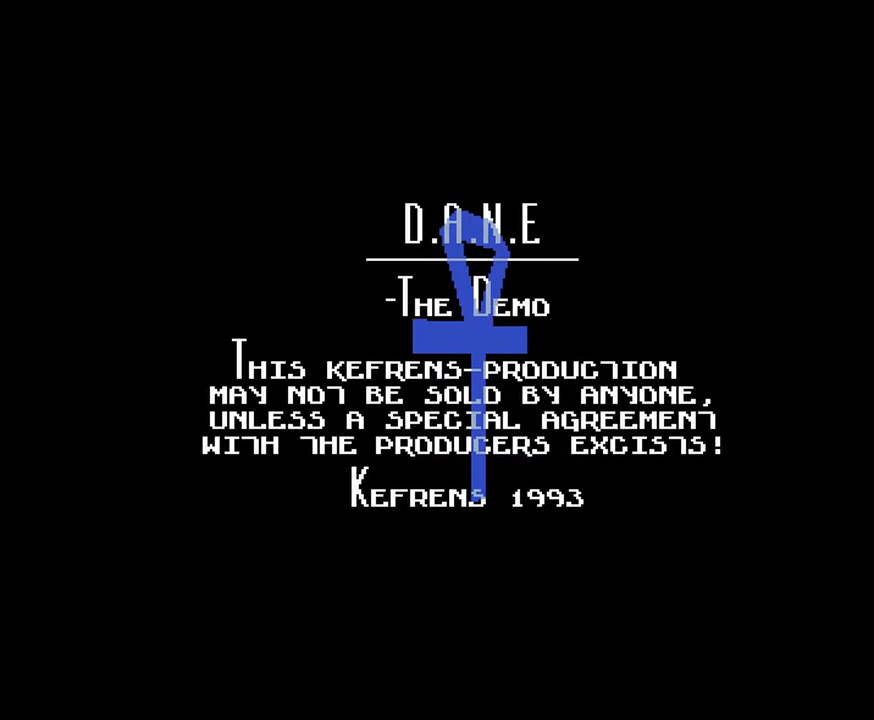 D.A.N.E
-The Demo
This kefrens-production
may not be sold by anyone,
unless a special agreement
with the producers excists!
Kefrens 1993